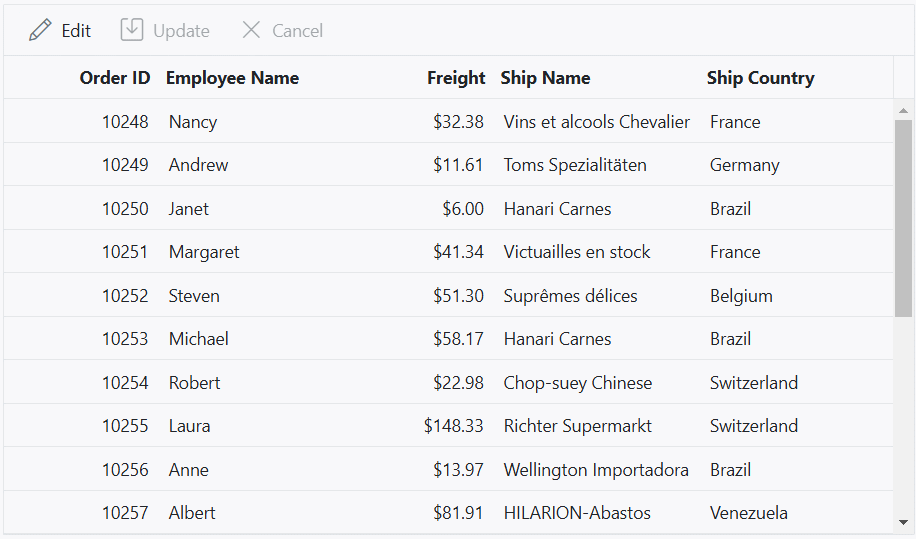 Edit Update Cancel
Order ID Employee Name Freight Ship Name Ship Country
10248 Nancy $32.38 Vins et alcools Chevalier France
10249 Andrew $11.61 Toms Spezialitäten Germany
10250 Janet $6.00 Hanari Carnes Brazil
10251 Margaret $41.34 Victuailles en stock France
10252 Steven $51.30 Suprêmes délices Belgium
10253 Michael $58.17 Hanari Carnes Brazil
10254 Robert $22.98 Chop-suey Chinese Switzerland
10255 Laura $148.33 Richter Supermarkt Switzerland
10256 Anne $13.97 Wellington Importadora Brazil
10257 Albert $81.91 HILARION-Abastos Venezuela